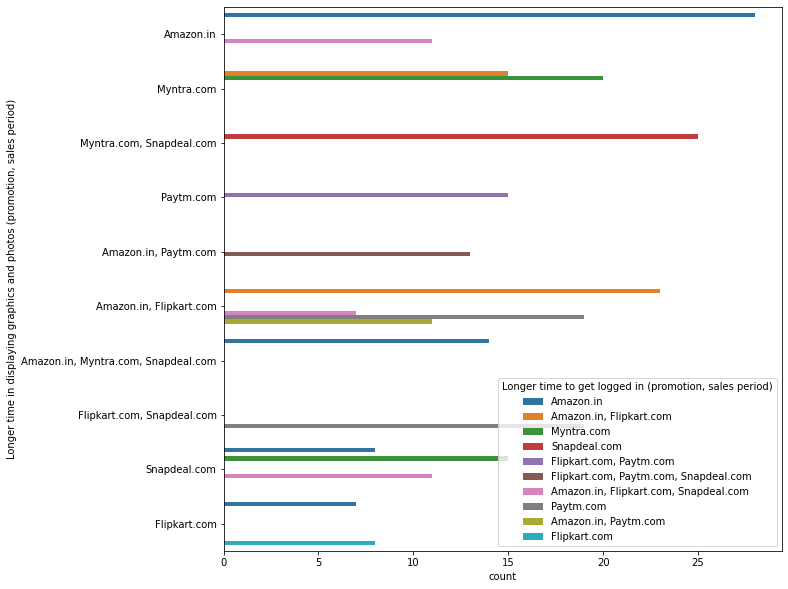 Longer time in displaying graphics and photos (promotion, sales period)
Amazon.in
Myntra.com
Myntra.com, Snapdeal.com
Paytm.com
Amazon.in, Paytm.com
Amazon.in, Flipkart.com
Amazon.in, Myntra.com, Snapdeal.com
Flipkart.com, Snapdeal.com
Snapdeal.com
Flipkart.com
Longer time to get logged in (promotion, sales period)
Amazon.in
Amazon.in, Flipkart.com
Myntra.com
Snapdeal.com
Flipkart.com, Paytm.com
Flipkart.com, Paytm.com, Snapdeal.com
Amazon.in, Flipkart.com, Snapdeal.com
Paytm.com
Amazon.in, Paytm.com
Flipkart.com
0 5 10 15 20 25
count